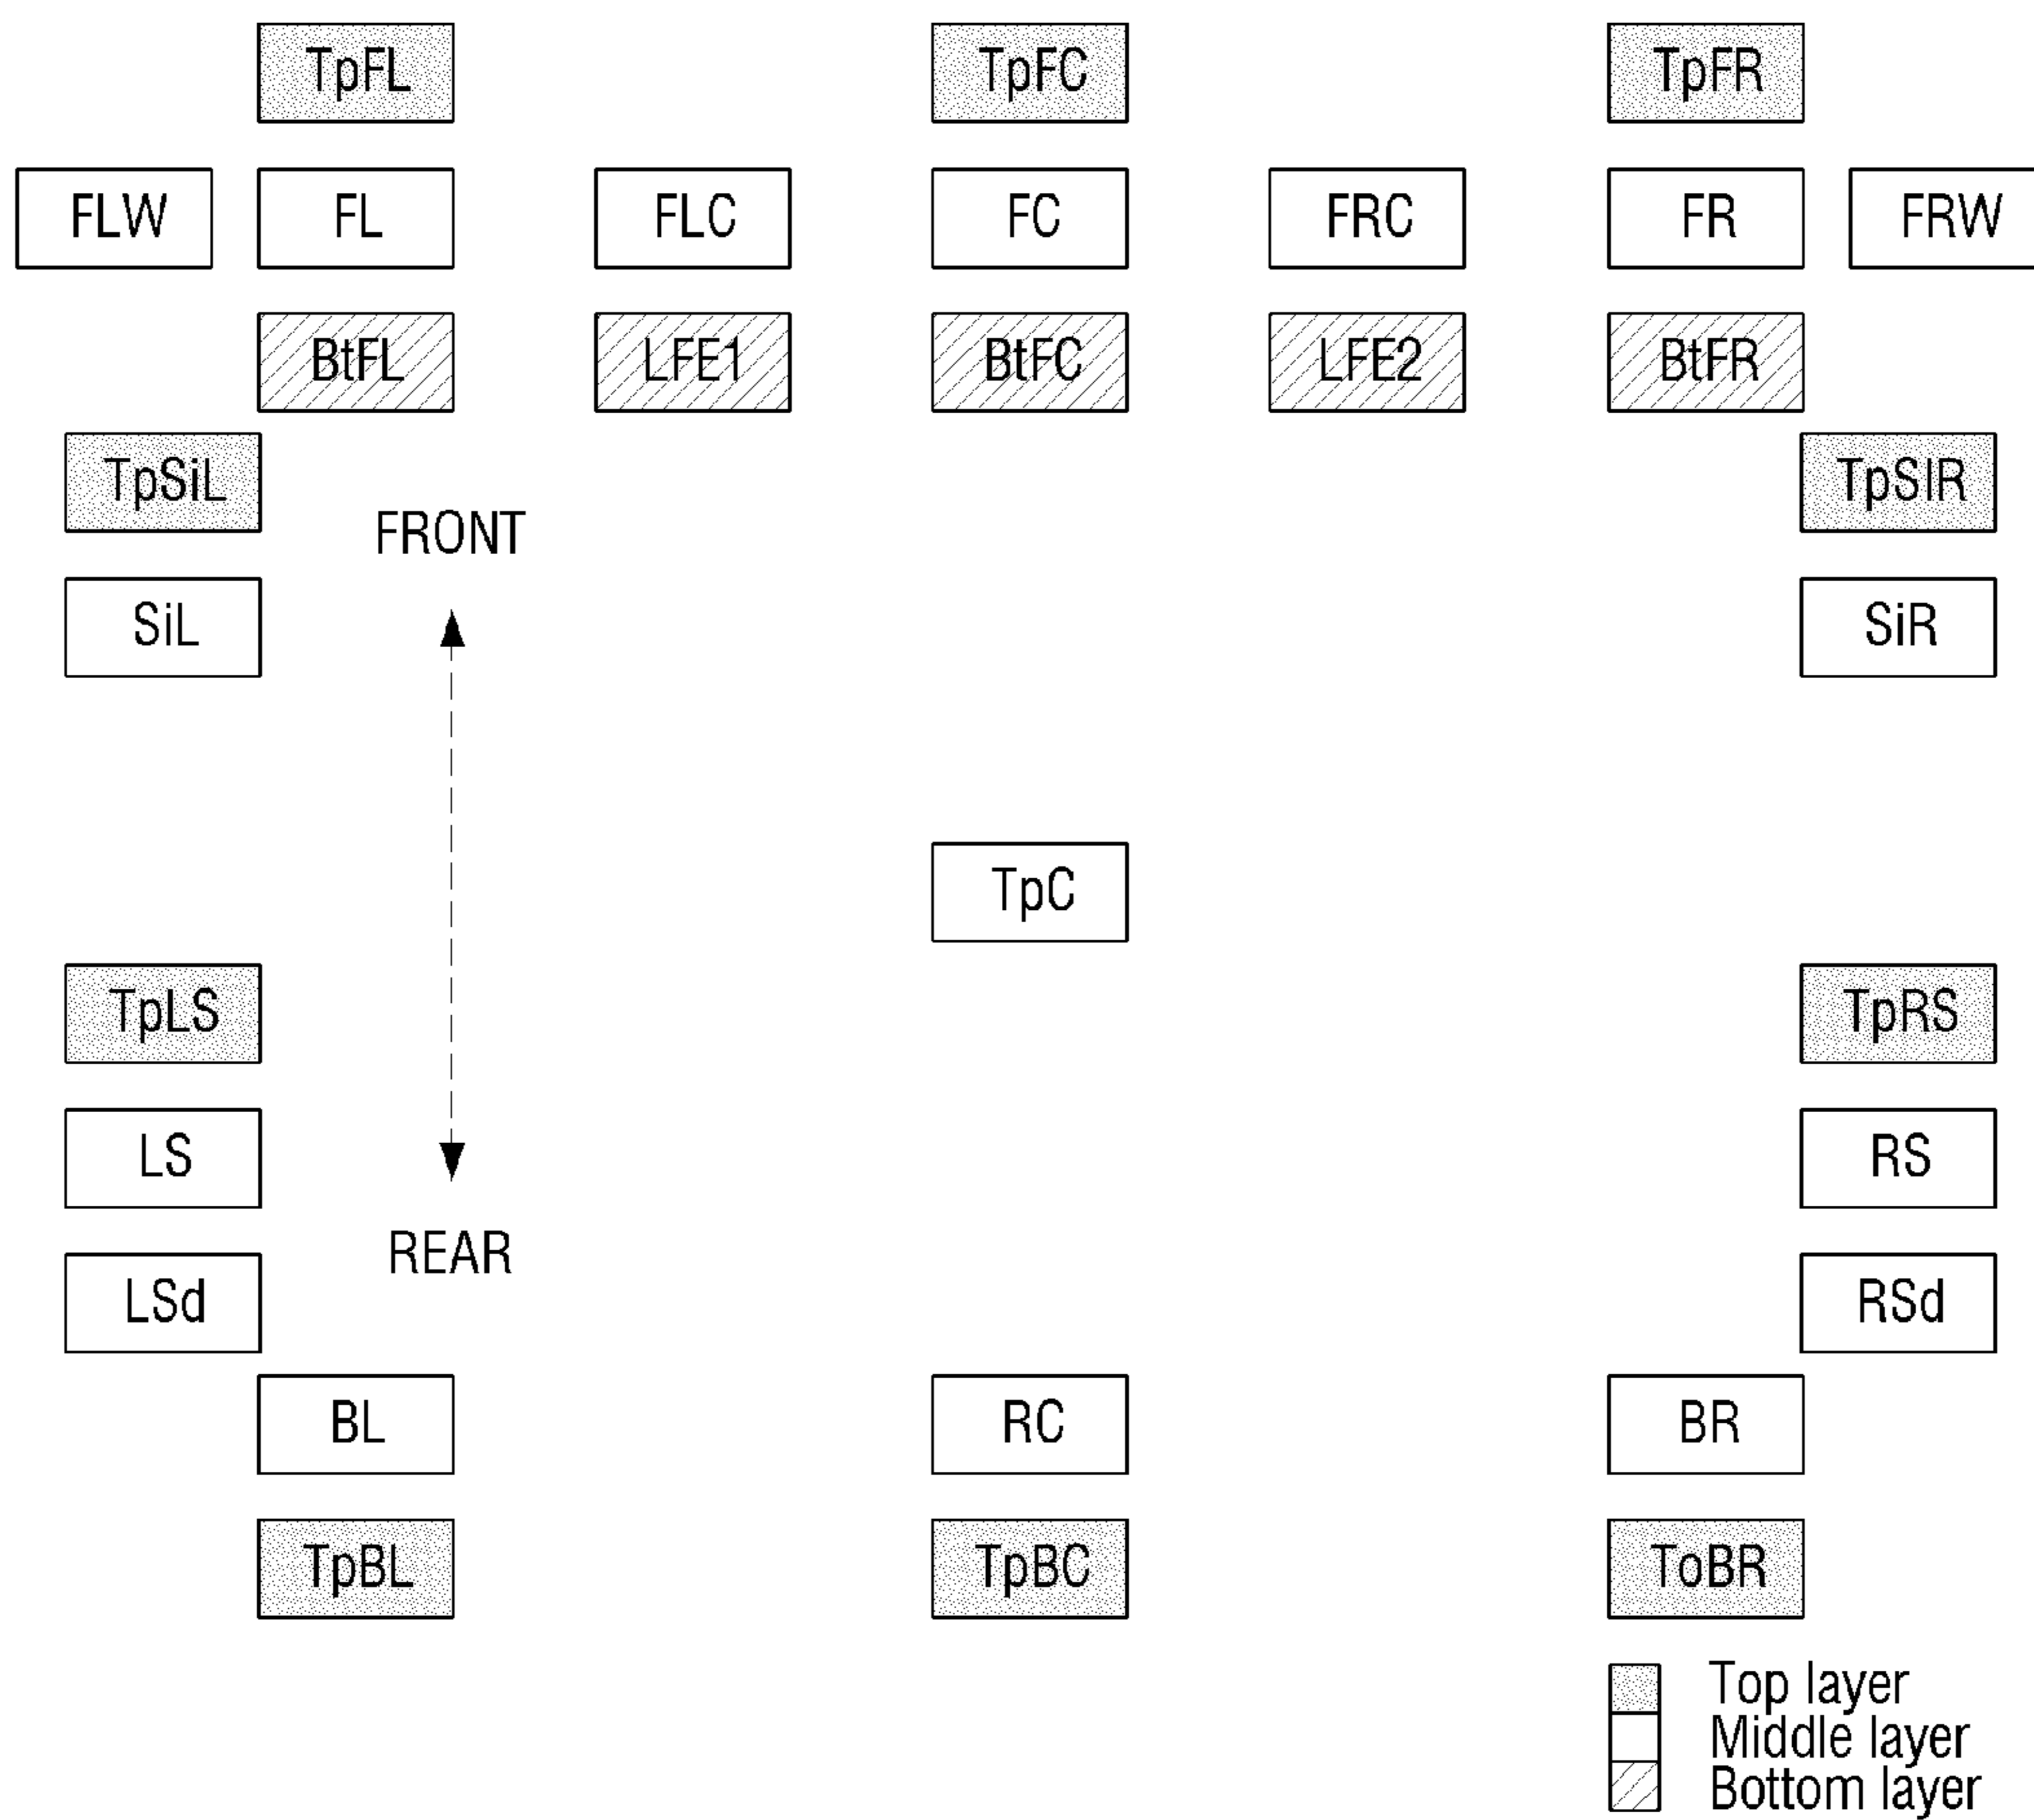 TpFL TpFC TpFR
FLW FL FLC FC FRC FR FRW
BtFL LFE1 BtFC LFE2 BtFR
TpSiL TpSIR
FRONT
SiL SiR
TpC
TpLS TpRS
LS RS
REAR
LSd RSd
BL RC BR
TpBL TpBC ToBR
Top layer
Middle layer
Bottom layer